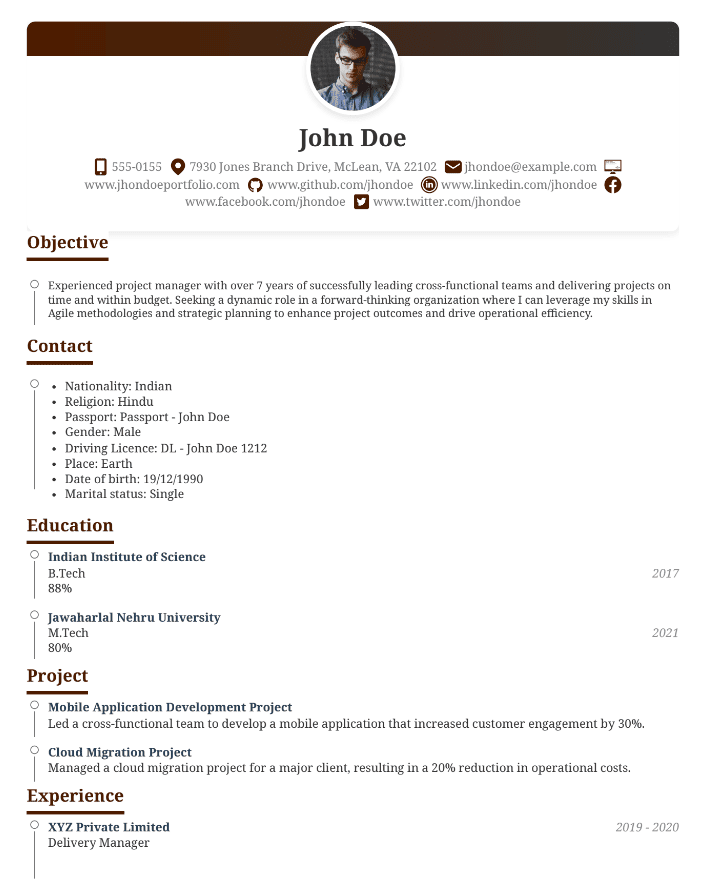 John Doe
555-0155 7930 Jones Branch Drive, McLean, VA 22102 jhondoe@example.com
www.jhondoeportfolio.com www.github.com/jhondoe www.linkedin.com/jhondoe
www.facebook.com/jhondoe www.twitter.com/jhondoe
Objective
Experienced project manager with over 7 years of successfully leading cross-functional teams and delivering projects on
time and within budget. Seeking a dynamic role in a forward-thinking organization where I can leverage my skills in
Agile methodologies and strategic planning to enhance project outcomes and drive operational efficiency.
Contact
• Nationality: Indian
• Religion: Hindu
• Passport: Passport - John Doe
• Gender: Male
• Driving Licence: DL - John Doe 1212
• Place: Earth
• Date of birth: 19/12/1990
• Marital status: Single
Education
Indian Institute of Science
B.Tech 2017
88%
Jawaharlal Nehru University
M.Tech 2021
80%
Project
Mobile Application Development Project
Led a cross-functional team to develop a mobile application that increased customer engagement by 30%.
Cloud Migration Project
Managed a cloud migration project for a major client, resulting in a 20% reduction in operational costs.
Experience
XYZ Private Limited 2019 - 2020
Delivery Manager